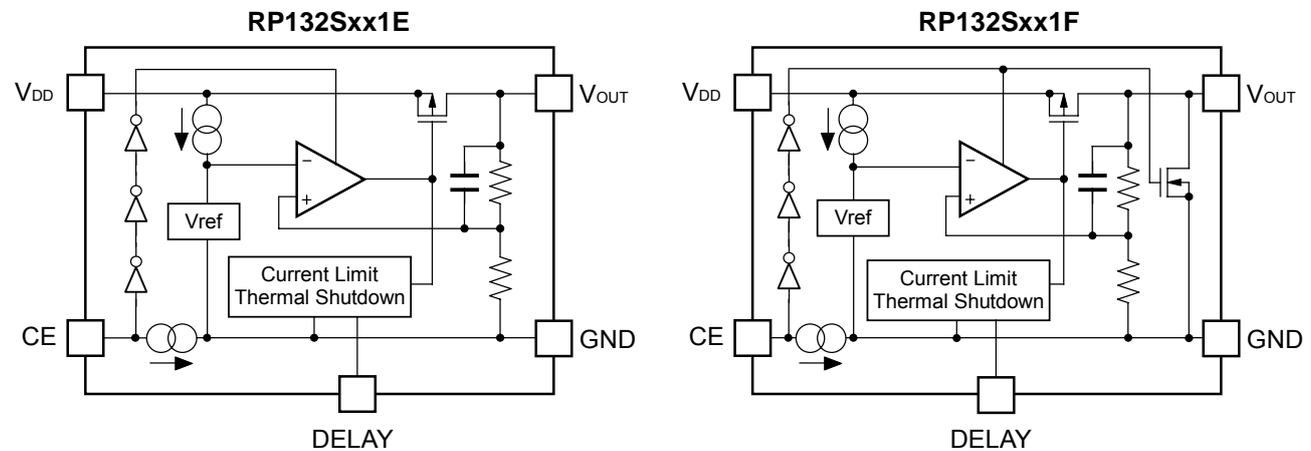 RP132Sxx1E
VDD
VOUT
−
+
Vref
Current Limit
Thermal Shutdown
CE
GND
DELAY
RP132Sxx1F
VDD
VOUT
−
+
Vref
Current Limit
Thermal Shutdown
CE
GND
DELAY